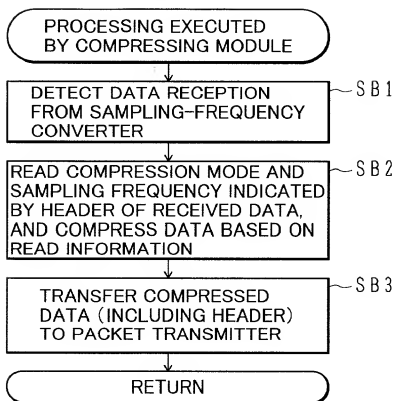 PROCESSING EXECUTED
BY COMPRESSING MODULE
SB1
DETECT DATA RECEPTION
FROM SAMPLING-FREQUENCY
CONVERTER
SB2
READ COMPRESSION MODE AND
SAMPLING FREQUENCY INDICATED
BY HEADER OF RECEIVED DATA,
AND COMPRESS DATA BASED ON
READ INFORMATION
SB3
TRANSFER COMPRESSED
DATA (INCLUDING HEADER)
TO PACKET TRANSMITTER
RETURN